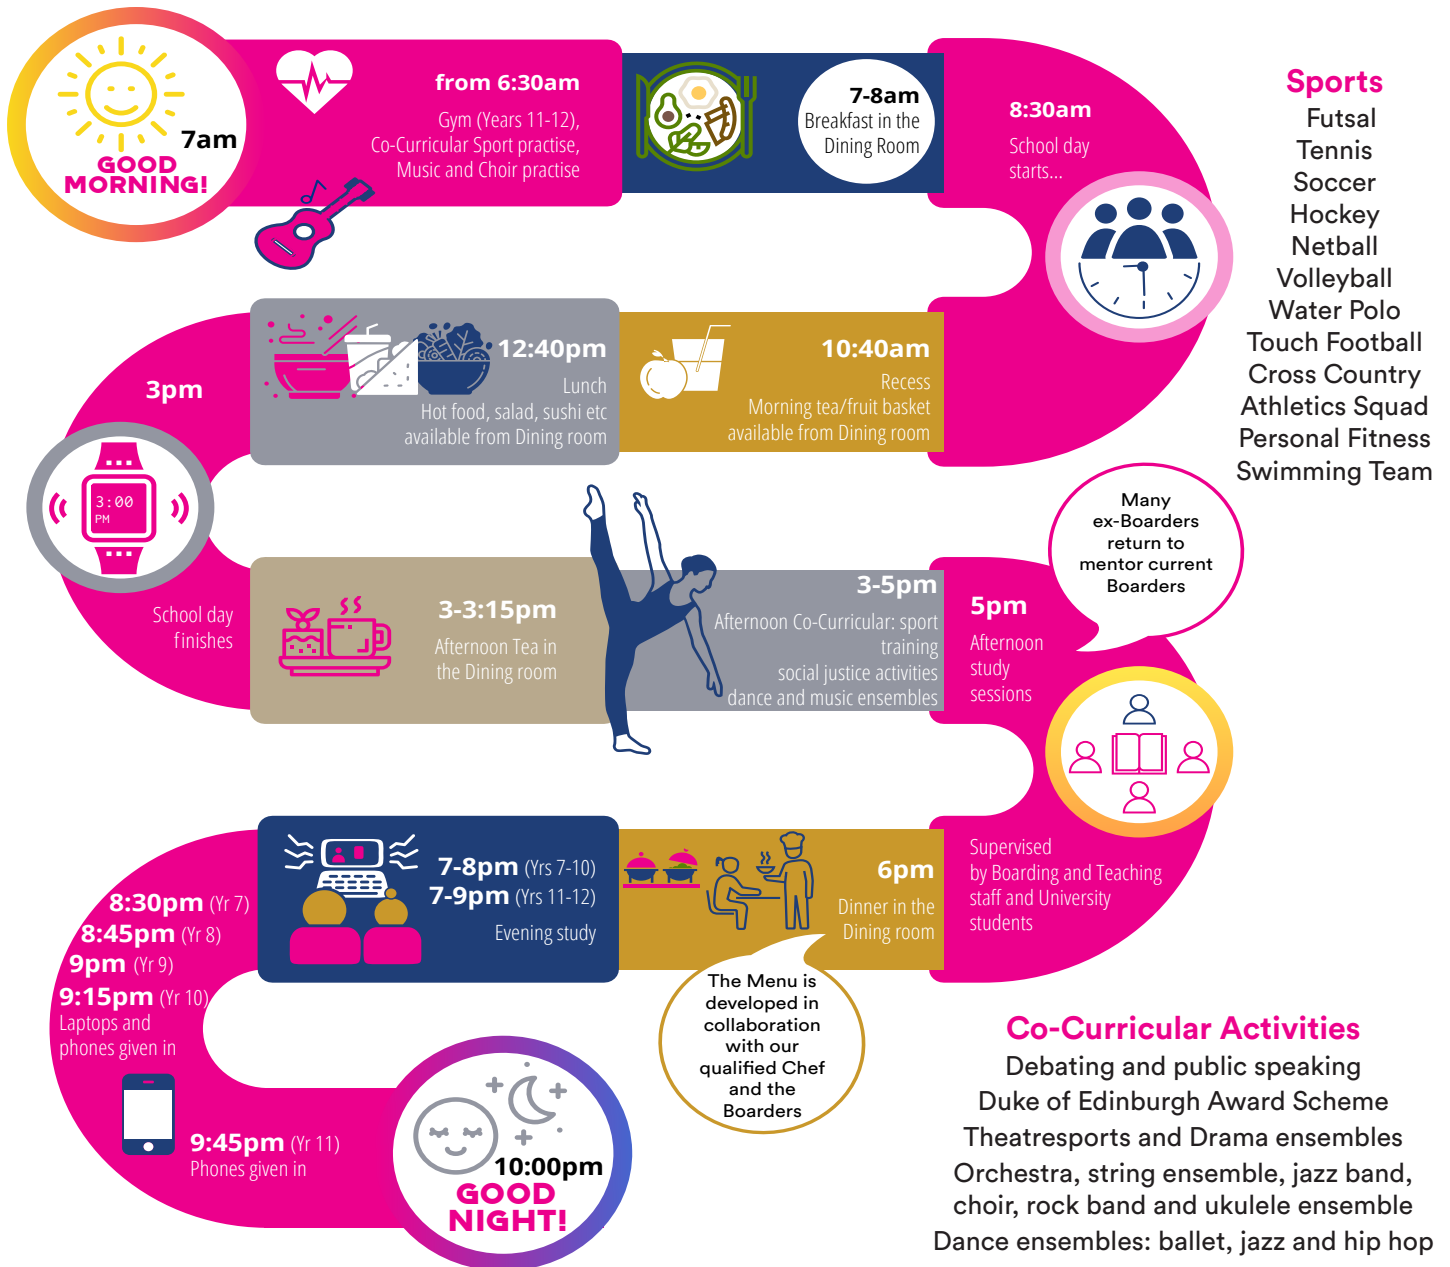 7am
GOOD
MORNING!
from 6:30am
Gym (Years 11-12),
Co-Curricular Sport practise,
Music and Choir practise
7-8am
Breakfast in the
Dining Room
8:30am
School day
starts...
Sports
Futsal
Tennis
Soccer
Hockey
Netball
Volleyball
Water Polo
Touch Football
Cross Country
Athletics Squad
Personal Fitness
Swimming Team
10:40am
Recess
Morning tea/fruit basket
available from Dining room
12:40pm
Lunch
Hot food, salad, sushi etc
available from Dining room
3pm
3:00
PM
School day
finishes
3-3:15pm
Afternoon Tea in
the Dining room
3-5pm
Afternoon Co-Curricular: sport
training
social justice activities
dance and music ensembles
5pm
Afternoon
study
sessions
Many
ex-Boarders
return to
mentor current
Boarders
Supervised
by Boarding and Teaching
staff and University
students
6pm
Dinner in the
Dining room
The Menu is
developed in
collaboration
with our
qualified Chef
and the
Boarders
7-8pm (Yrs 7-10)
7-9pm (Yrs 11-12)
Evening study
8:30pm (Yr 7)
8:45pm (Yr 8)
9pm (Yr 9)
9:15pm (Yr 10)
Laptops and
phones given in
9:45pm (Yr 11)
Phones given in
10:00pm
GOOD
NIGHT!
Co-Curricular Activities
Debating and public speaking
Duke of Edinburgh Award Scheme
Theatresports and Drama ensembles
Orchestra, string ensemble, jazz band,
choir, rock band and ukulele ensemble
Dance ensembles: ballet, jazz and hip hop